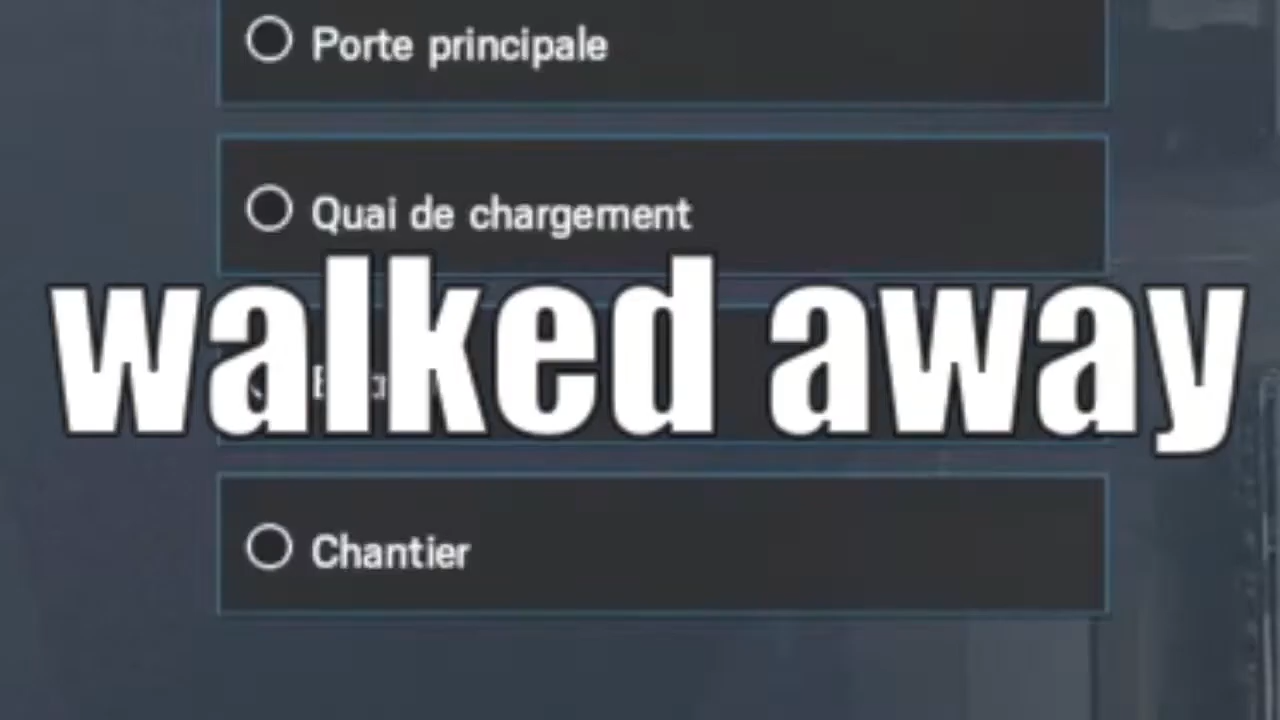 Porte principale
Quai de chargement
walked away
Chantier